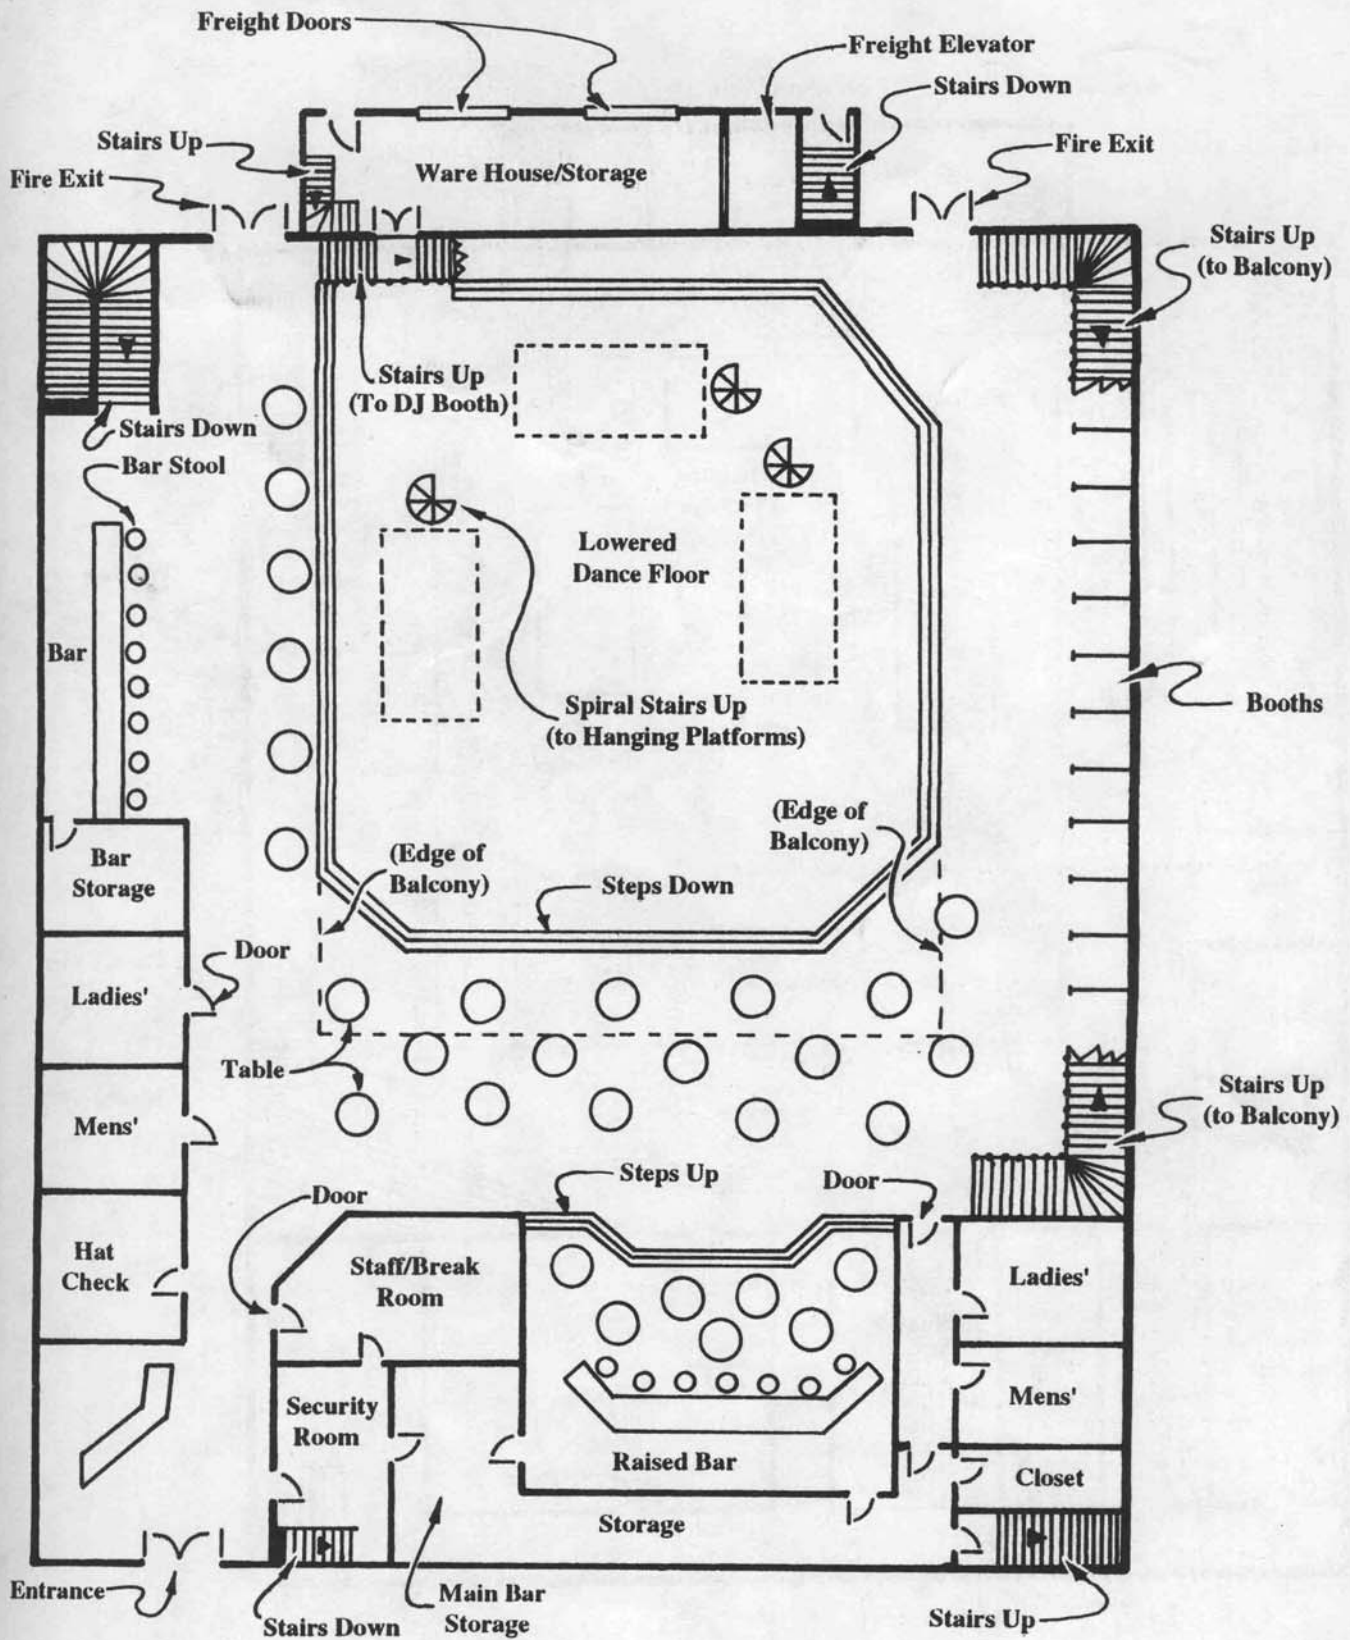 Freight Doors
Freight Elevator
Stairs Down
Stairs Up
Fire Exit
Ware House/Storage
Fire Exit
Stairs Up
(to Balcony)
Stairs Up
(To DJ Booth)
Stairs Down
Bar Stool
Lowered
Dance Floor
Bar
Spiral Stairs Up
(to Hanging Platforms)
Booths
(Edge of
Balcony)
(Edge of
Balcony)
Bar
Storage
Steps Down
Door
Ladies'
Table
Stairs Up
(to Balcony)
Mens'
Steps Up
Door
Door
Hat
Check
Staff/Break
Room
Ladies'
Security
Room
Mens'
Raised Bar
Closet
Storage
Entrance
Main Bar
Storage
Stairs Down
Stairs Up